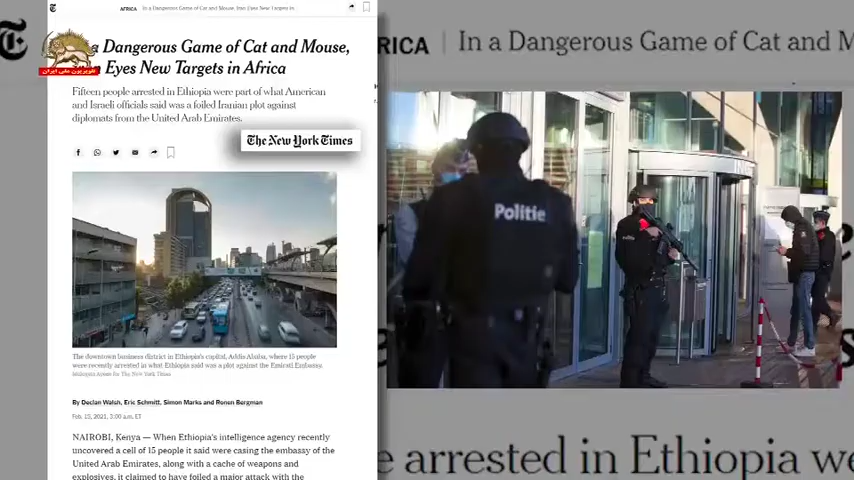 AFRICA | In a Dangerous Game of Cat and Mouse, Iran Eyes New Targets in
a Dangerous Game of Cat and Mouse,
Eyes New Targets in Africa
Fifteen people arrested in Ethiopia were part of what American
and Israeli officials said was a foiled Iranian plot against
diplomats from the United Arab Emirates.
The New York Times
The downtown business district in Ethiopia's capital, Addis Ababa, where 15 people
were recently arrested in what Ethiopia said was a plot against the Emirati Embassy.
By Declan Walsh, Eric Schmitt, Simon Marks and Ronen Bergman
Feb. 15, 2021, 3:00 a.m. ET
NAIROBI, Kenya — When Ethiopia's intelligence agency recently
uncovered a cell of 15 people it said were casing the embassy of the
United Arab Emirates, along with a cache of weapons and
explosives, it claimed to have foiled a major attack with the
تلویزیون ملی ایران
RICA | In a Dangerous Game of Cat and M
Politie
e arrested in Ethiopia we